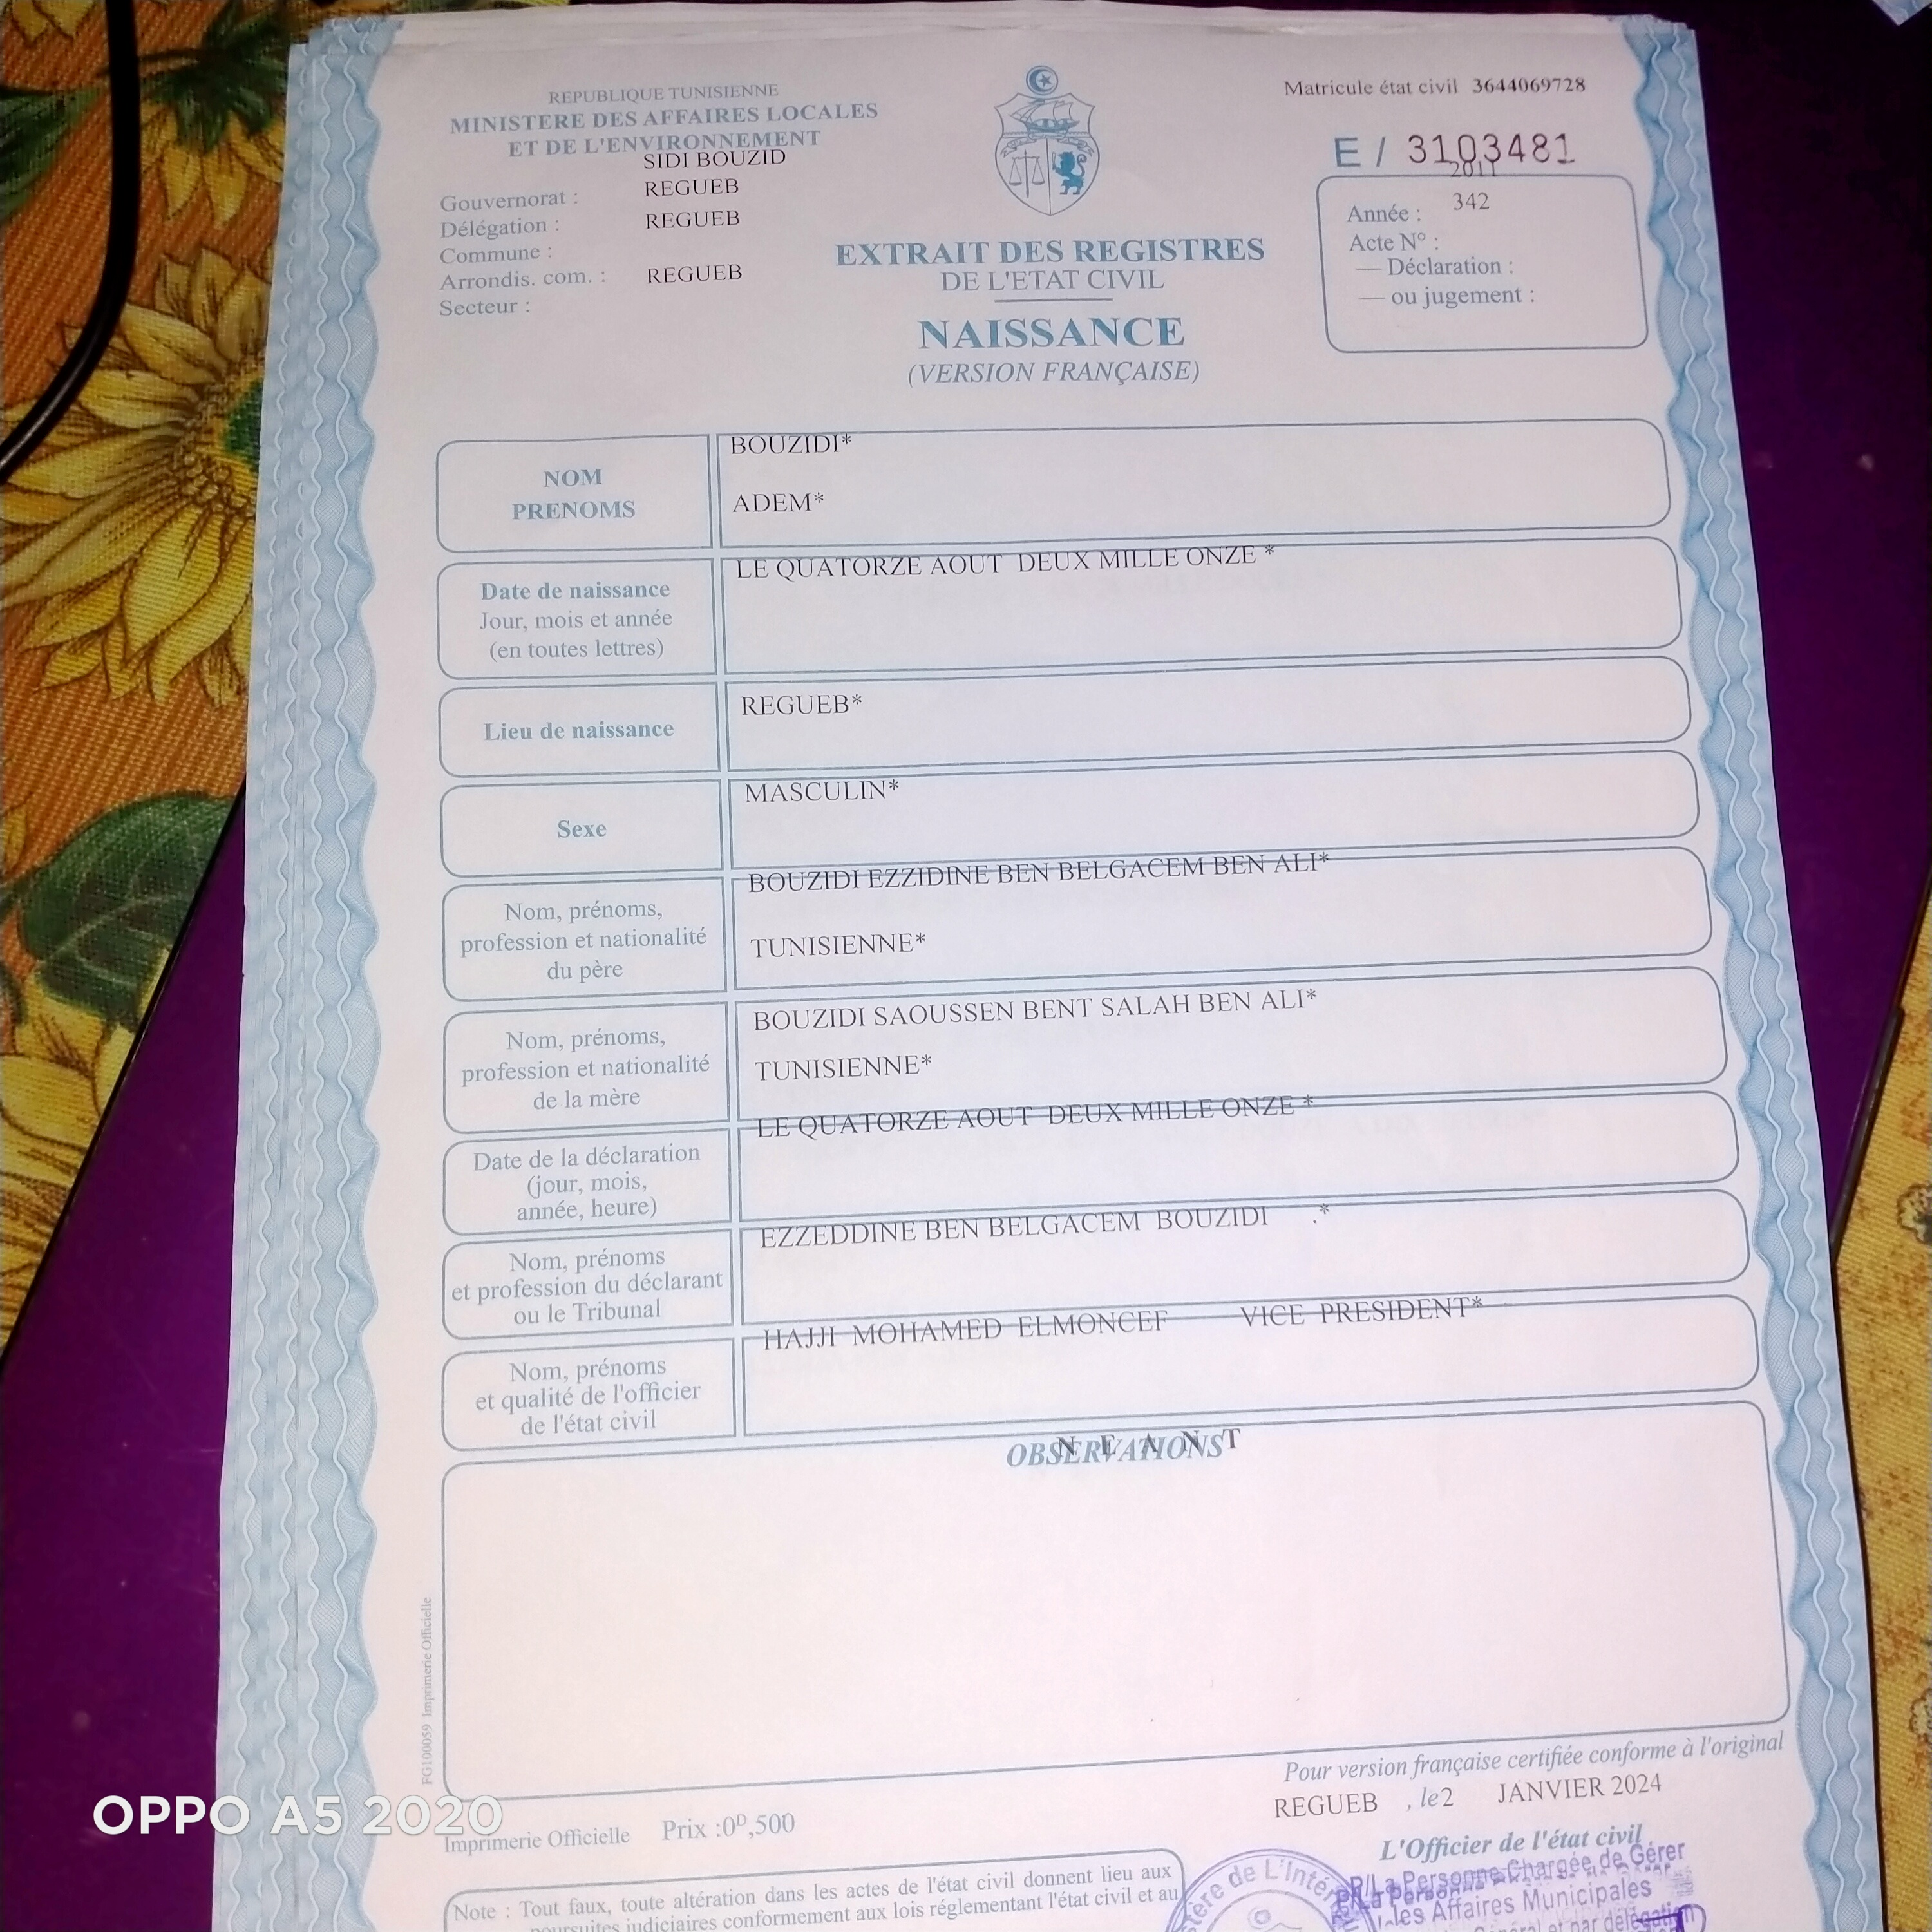 REPUBLIQUE TUNISIENNE
MINISTERE DES AFFAIRES LOCALES
ET DE L'ENVIRONNEMENT
SIDI BOUZID
Gouvernorat : REGUEB
Délégation : REGUEB
Commune :
Arrondis. com. : REGUEB
Secteur :
Matricule état civil 3644069728
E / 3103481
2011
Année : 342
Acte N° :
— Déclaration :
— ou jugement :
EXTRAIT DES REGISTRES
DE L'ETAT CIVIL
NAISSANCE
(VERSION FRANÇAISE)
NOM
PRENOMS
BOUZIDI*
ADEM*
Date de naissance
Jour, mois et année
(en toutes lettres)
LE QUATORZE AOUT DEUX MILLE ONZE *
Lieu de naissance
REGUEB*
Sexe
MASCULIN*
Nom, prénoms,
profession et nationalité
du père
BOUZIDI EZZIDINE BEN BELGACEM BEN ALI*
TUNISIENNE*
Nom, prénoms,
profession et nationalité
de la mère
BOUZIDI SAOUSSEN BENT SALAH BEN ALI*
TUNISIENNE*
Date de la déclaration
(jour, mois,
année, heure)
LE QUATORZE AOUT DEUX MILLE ONZE *
Nom, prénoms
et profession du déclarant
ou le Tribunal
EZZEDDINE BEN BELGACEM BOUZIDI .*
Nom, prénoms
et qualité de l'officier
de l'état civil
HAJJI MOHAMED ELMONCEF VICE PRESIDENT*
OBSERVATIONS
N E A N T
FG100059 Imprimerie Officielle
Pour version française certifiée conforme à l'original
REGUEB , le 2 JANVIER 2024
L'Officier de l'état civil
P/La Personne Chargée de Gérer
les Affaires Municipales
et par délégati
OPPO A5 2020
Imprimerie Officielle Prix :0D,500
Note : Tout faux, toute altération dans les actes de l'état civil donnent lieu aux
poursuites judiciaires conformement aux lois réglementant l'état civil et au
ère de L'Intér